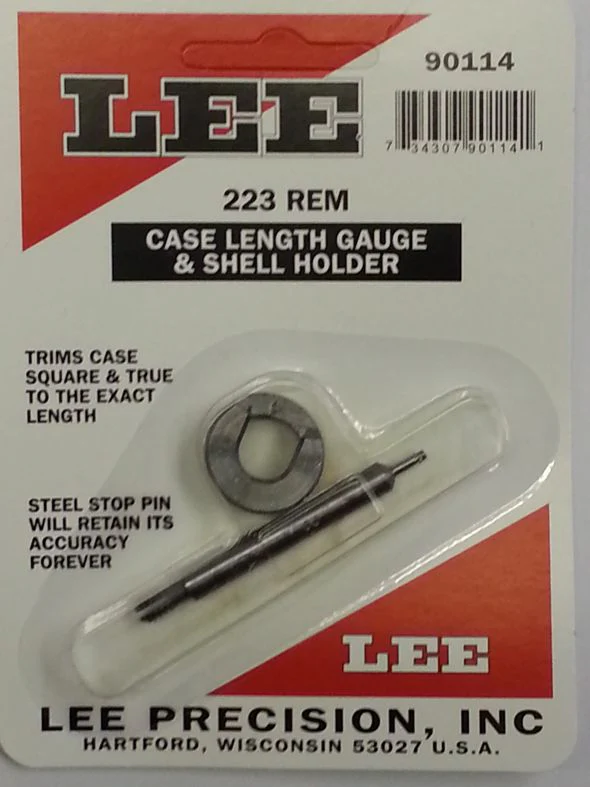 90114
LEE
7 34307 90114 1
223 REM
CASE LENGTH GAUGE
& SHELL HOLDER
TRIMS CASE
SQUARE & TRUE
TO THE EXACT
LENGTH
STEEL STOP PIN
WILL RETAIN ITS
ACCURACY
FOREVER
LEE
LEE PRECISION, INC
HARTFORD, WISCONSIN 53027 U.S.A.